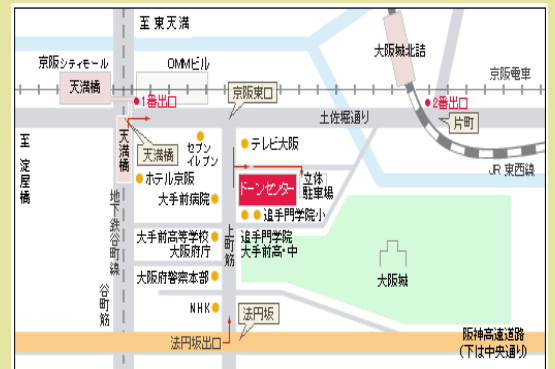 至 東天満
京阪シティモール
OMMビル
天満橋
大阪城北詰
京阪電車
1番出口
京阪東口
2番出口
土佐堀通り
片町
至 淀屋橋
天満橋
天満橋
セブン
イレブン
テレビ大阪
JR東西線
ホテル京阪
大手前病院
ドーンセンター
立体
駐車場
追手門学院小
地下鉄谷町線
谷町筋
上町筋
大手前高等学校
大阪府庁
追手門学院
大手前高・中
大阪府警察本部
大阪城
NHK
法円坂
法円坂出口
阪神高速道路
(下は中央通り)